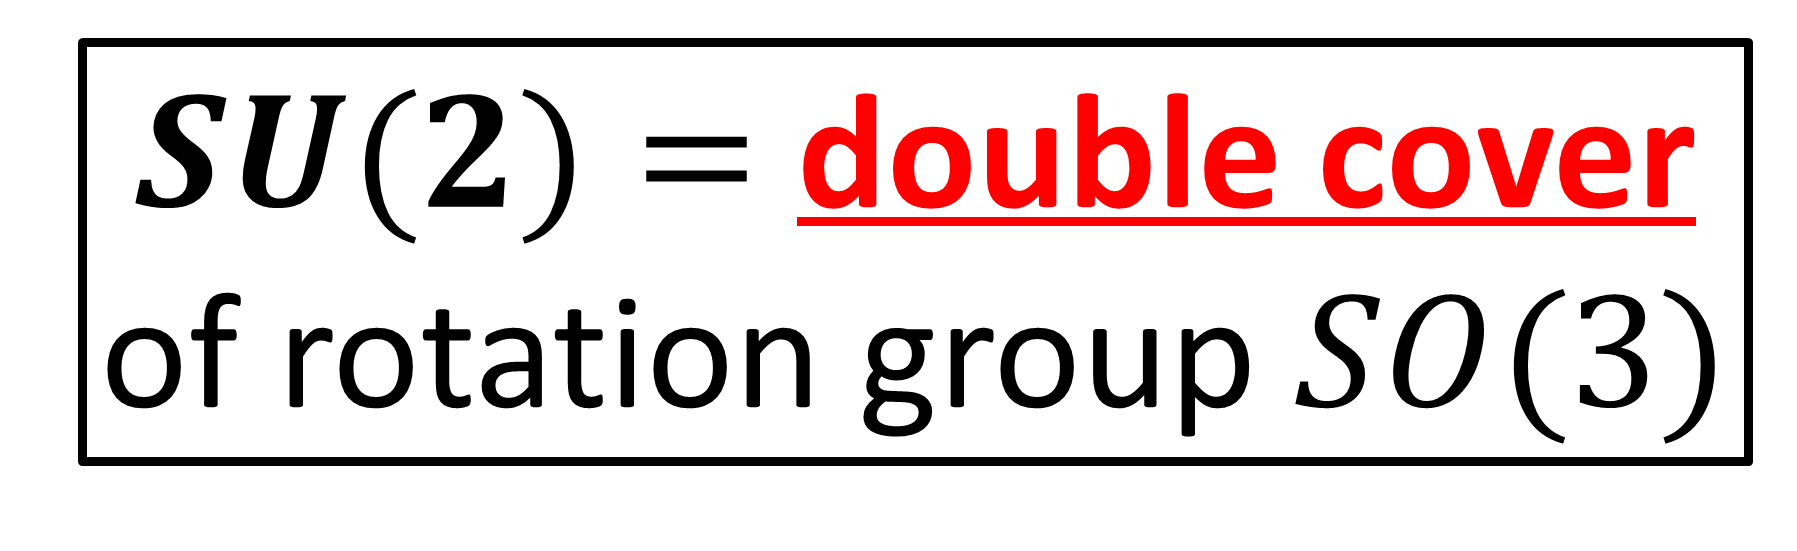 SU(2) = double cover
of rotation group SO(3)